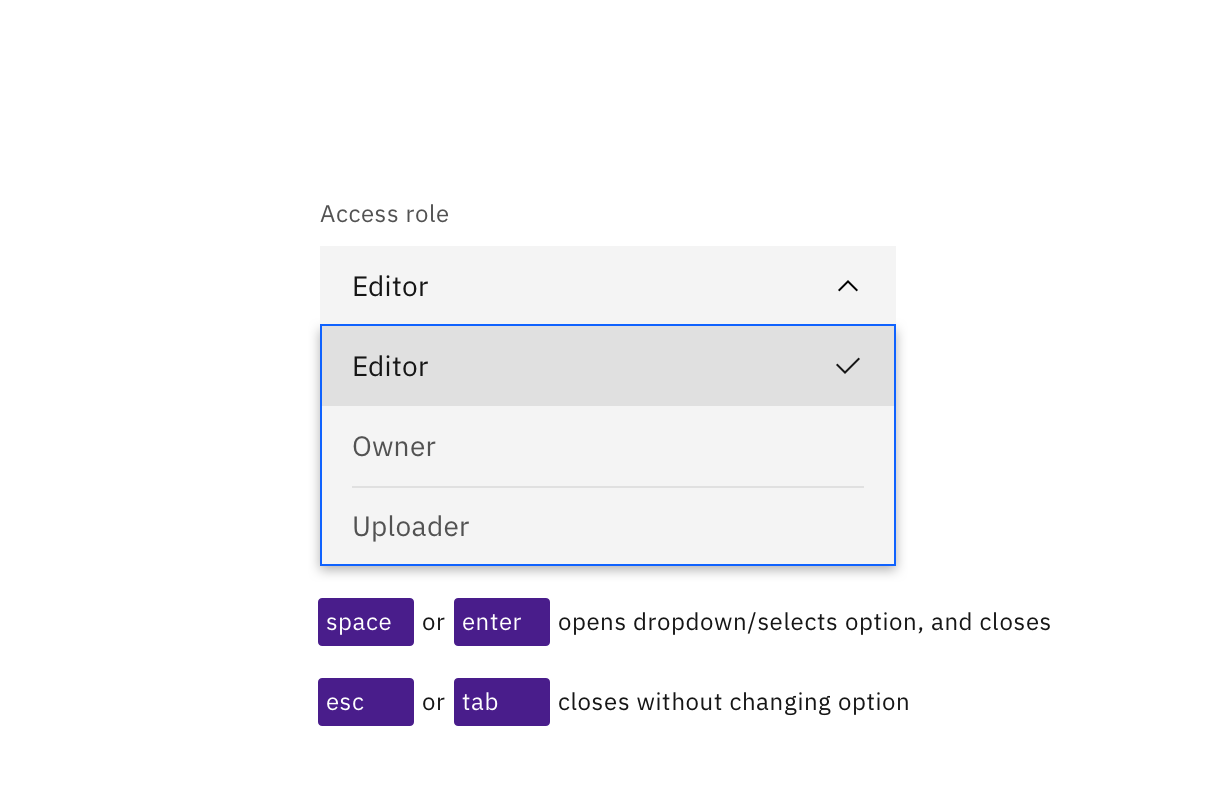 Access role
Editor
Editor
Owner
Uploader
space or enter opens dropdown/selects option, and closes
esc or tab closes without changing option